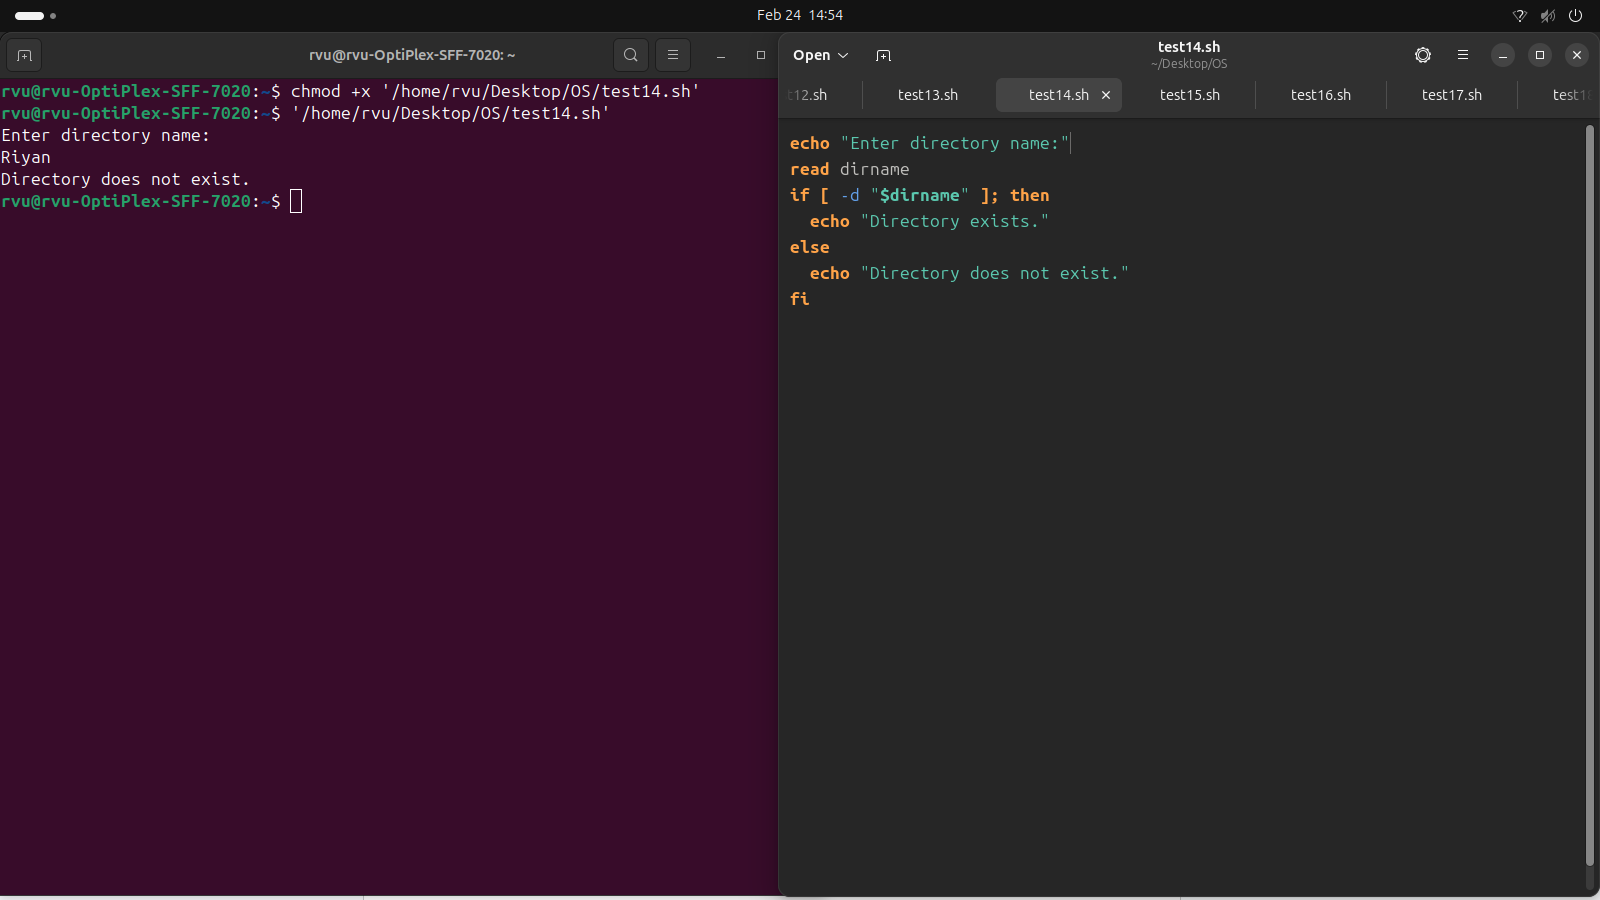 Feb 24 14:54
rvu@rvu-OptiPlex-SFF-7020: ~
rvu@rvu-OptiPlex-SFF-7020:~$ chmod +x '/home/rvu/Desktop/OS/test14.sh'
rvu@rvu-OptiPlex-SFF-7020:~$ '/home/rvu/Desktop/OS/test14.sh'
Enter directory name:
Riyan
Directory does not exist.
rvu@rvu-OptiPlex-SFF-7020:~$
Open
test14.sh
~/Desktop/OS
t12.sh test13.sh test14.sh test15.sh test16.sh test17.sh test18
echo "Enter directory name:"
read dirname
if [ -d "$dirname" ]; then
  echo "Directory exists."
else
  echo "Directory does not exist."
fi